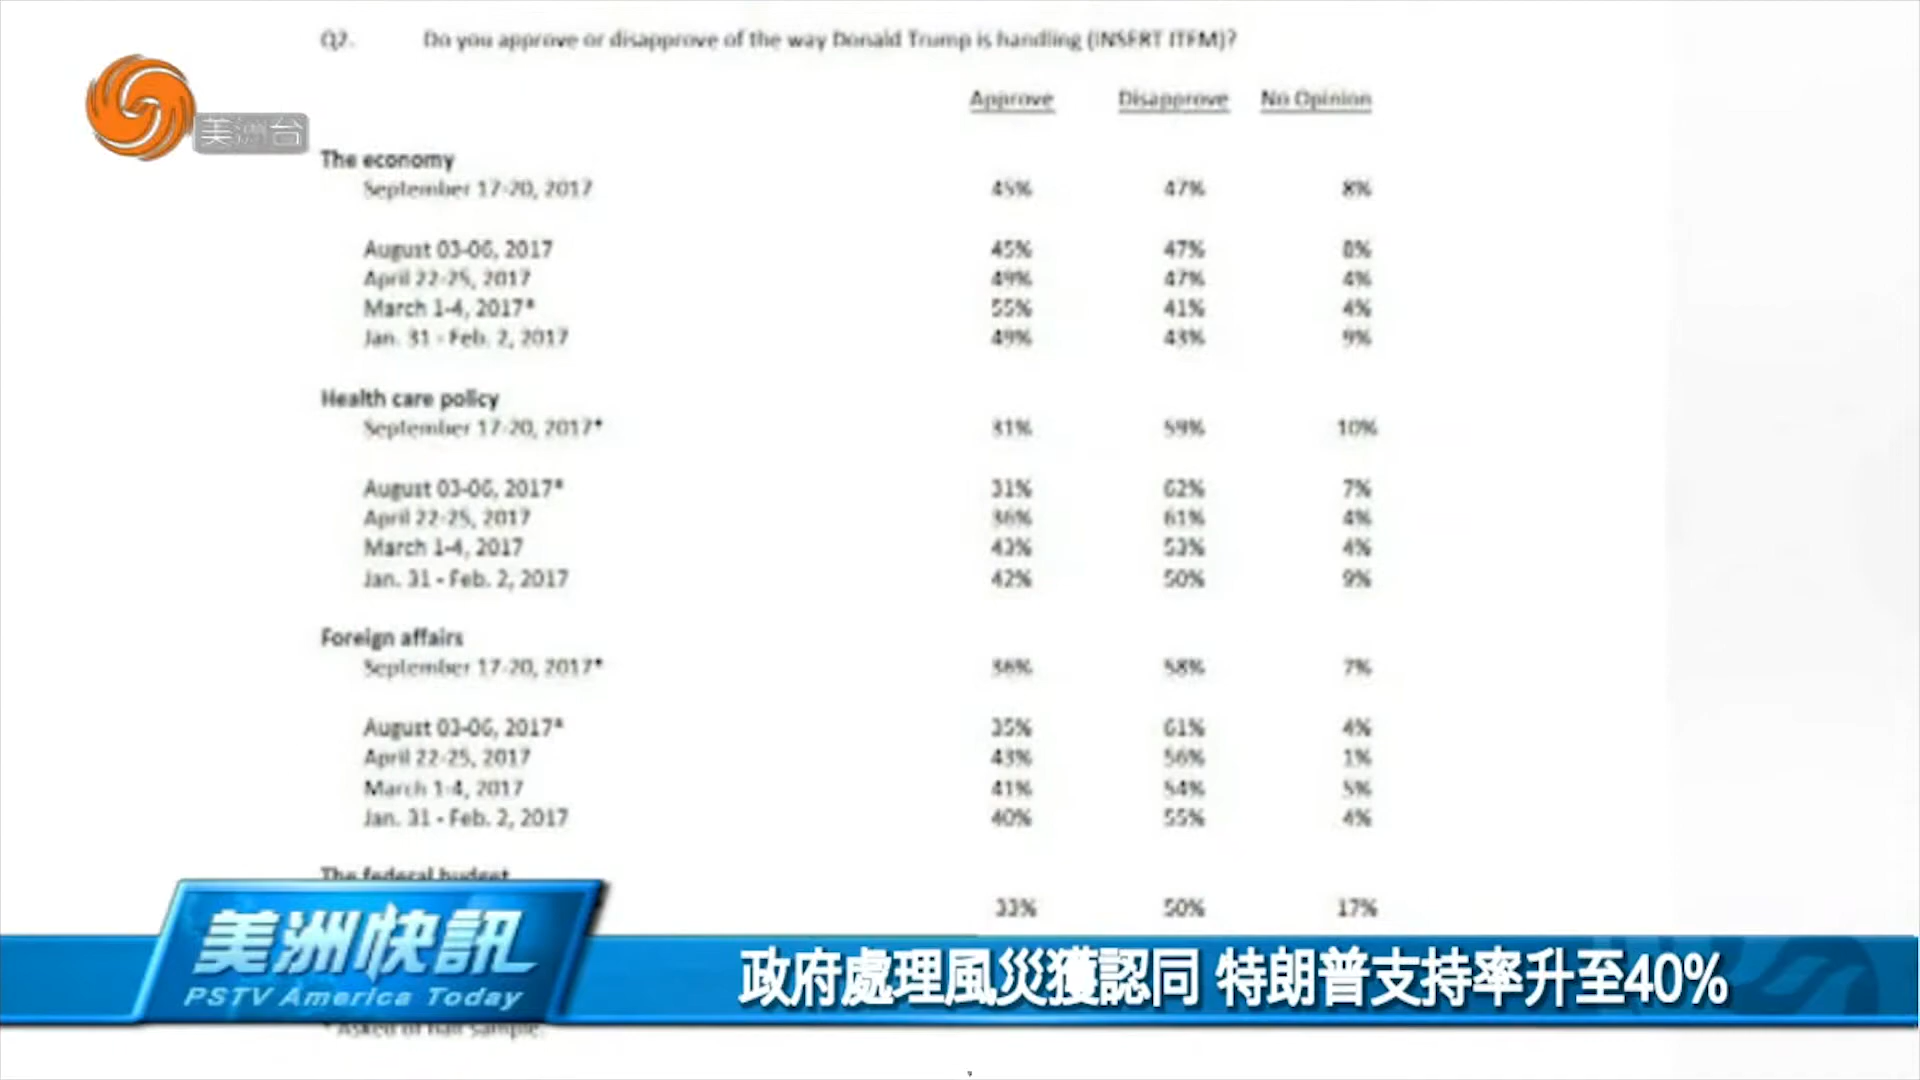 Q2. Do you approve or disapprove of the way Donald Trump is handling (INSERT ITEM)?
Approve Disapprove No Opinion
美洲台
The economy
September 17-20, 2017 45% 47% 8%
August 03-06, 2017 45% 47% 8%
April 22-25, 2017 49% 47% 4%
March 1-4, 2017* 55% 41% 4%
Jan. 31 - Feb. 2, 2017 49% 43% 9%
Health care policy
September 17-20, 2017* 31% 59% 10%
August 03-06, 2017* 31% 62% 7%
April 22-25, 2017 36% 61% 4%
March 1-4, 2017 43% 53% 4%
Jan. 31 - Feb. 2, 2017 42% 50% 9%
Foreign affairs
September 17-20, 2017* 36% 58% 7%
August 03-06, 2017* 35% 61% 4%
April 22-25, 2017 43% 56% 1%
March 1-4, 2017 41% 54% 5%
Jan. 31 - Feb. 2, 2017 40% 55% 4%
The federal budget
33% 50% 17%
美洲快訊
PSTV America Today
政府處理風災獲認同 特朗普支持率升至40%
* Asked of half sample.